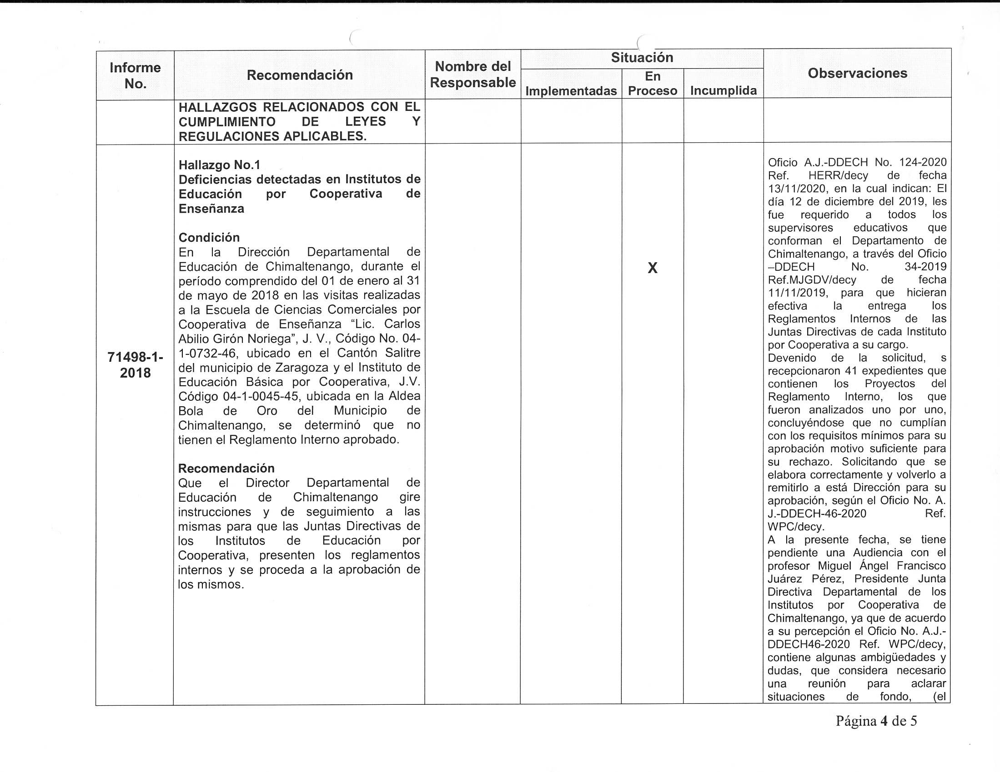 Informe
No.
Recomendación
Nombre del
Responsable
Situación
Implementadas
En
Proceso
Incumplida
Observaciones
HALLAZGOS RELACIONADOS CON EL
CUMPLIMIENTO DE LEYES Y
REGULACIONES APLICABLES.
71498-1-
2018
Hallazgo No.1
Deficiencias detectadas en Institutos de
Educación por Cooperativa de
Enseñanza
Condición
En la Dirección Departamental de
Educación de Chimaltenango, durante el
período comprendido del 01 de enero al 31
de mayo de 2018 en las visitas realizadas
a la Escuela de Ciencias Comerciales por
Cooperativa de Enseñanza “Lic. Carlos
Abilio Girón Noriega”, J. V., Código No. 04-
1-0732-46, ubicado en el Cantón Salitre
del municipio de Zaragoza y el Instituto de
Educación Básica por Cooperativa, J.V.
Código 04-1-0045-45, ubicada en la Aldea
Bola de Oro del Municipio de
Chimaltenango, se determinó que no
tienen el Reglamento Interno aprobado.
Recomendación
Que el Director Departamental de
Educación de Chimaltenango gire
instrucciones y de seguimiento a las
mismas para que las Juntas Directivas de
los Institutos de Educación por
Cooperativa, presenten los reglamentos
internos y se proceda a la aprobación de
los mismos.
X
Oficio A.J.-DDECH No. 124-2020
Ref. HERR/decy de fecha
13/11/2020, en la cual indican: El
día 12 de diciembre del 2019, les
fue requerido a todos los
supervisores educativos que
conforman el Departamento de
Chimaltenango, a través del Oficio
–DDECH No. 34-2019
Ref.MJGDV/decy de fecha
11/11/2019, para que hicieran
efectiva la entrega los
Reglamentos Internos de las
Juntas Directivas de cada Instituto
por Cooperativa a su cargo.
Devenido de la solicitud, s
recepcionaron 41 expedientes que
contienen los Proyectos del
Reglamento Interno, los que
fueron analizados uno por uno,
concluyéndose que no cumplían
con los requisitos mínimos para su
aprobación motivo suficiente para
su rechazo. Solicitando que se
elabora correctamente y volverlo a
remitirlo a está Dirección para su
aprobación, según el Oficio No. A.
J.-DDECH-46-2020 Ref.
WPC/decy.
A la presente fecha, se tiene
pendiente una Audiencia con el
profesor Miguel Ángel Francisco
Juárez Pérez, Presidente Junta
Directiva Departamental de los
Institutos por Cooperativa de
Chimaltenango, ya que de acuerdo
a su percepción el Oficio No. A.J.-
DDECH46-2020 Ref. WPC/decy,
contiene algunas ambigüedades y
dudas, que considera necesario
una reunión para aclarar
situaciones de fondo, (el
Página 4 de 5